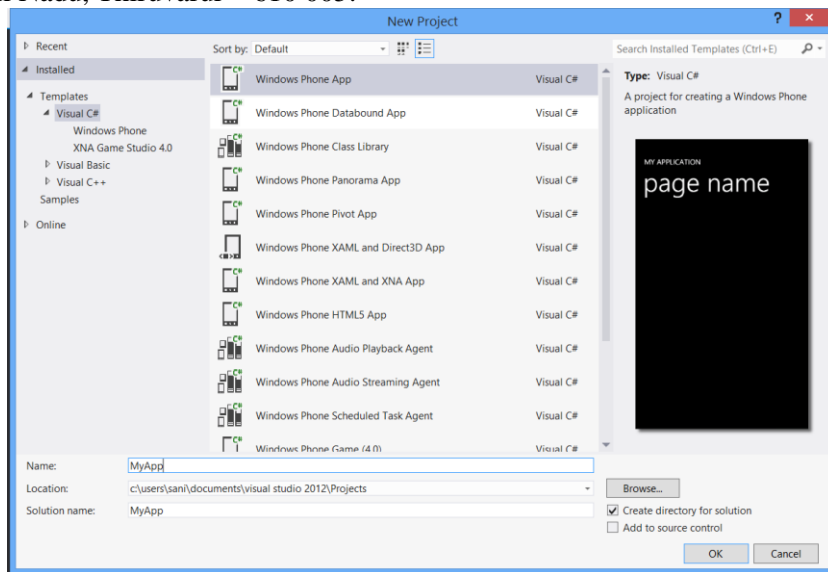 New Project
?
Recent
Installed
Templates
Visual C#
Windows Phone
XNA Game Studio 4.0
Visual Basic
Visual C++
Samples
Online
Sort by: Default
Windows Phone App Visual C#
Windows Phone Databound App Visual C#
Windows Phone Class Library Visual C#
Windows Phone Panorama App Visual C#
Windows Phone Pivot App Visual C#
Windows Phone XAML and Direct3D App Visual C#
Windows Phone XAML and XNA App Visual C#
Windows Phone HTML5 App Visual C#
Windows Phone Audio Playback Agent Visual C#
Windows Phone Audio Streaming Agent Visual C#
Windows Phone Scheduled Task Agent Visual C#
Windows Phone Game (4.0) Visual C#
Search Installed Templates (Ctrl+E)
Type: Visual C#
A project for creating a Windows Phone
application
MY APPLICATION
page name
Name: MyApp
Location: c:\users\sani\documents\visual studio 2012\Projects
Browse...
Solution name: MyApp
Create directory for solution
Add to source control
OK Cancel